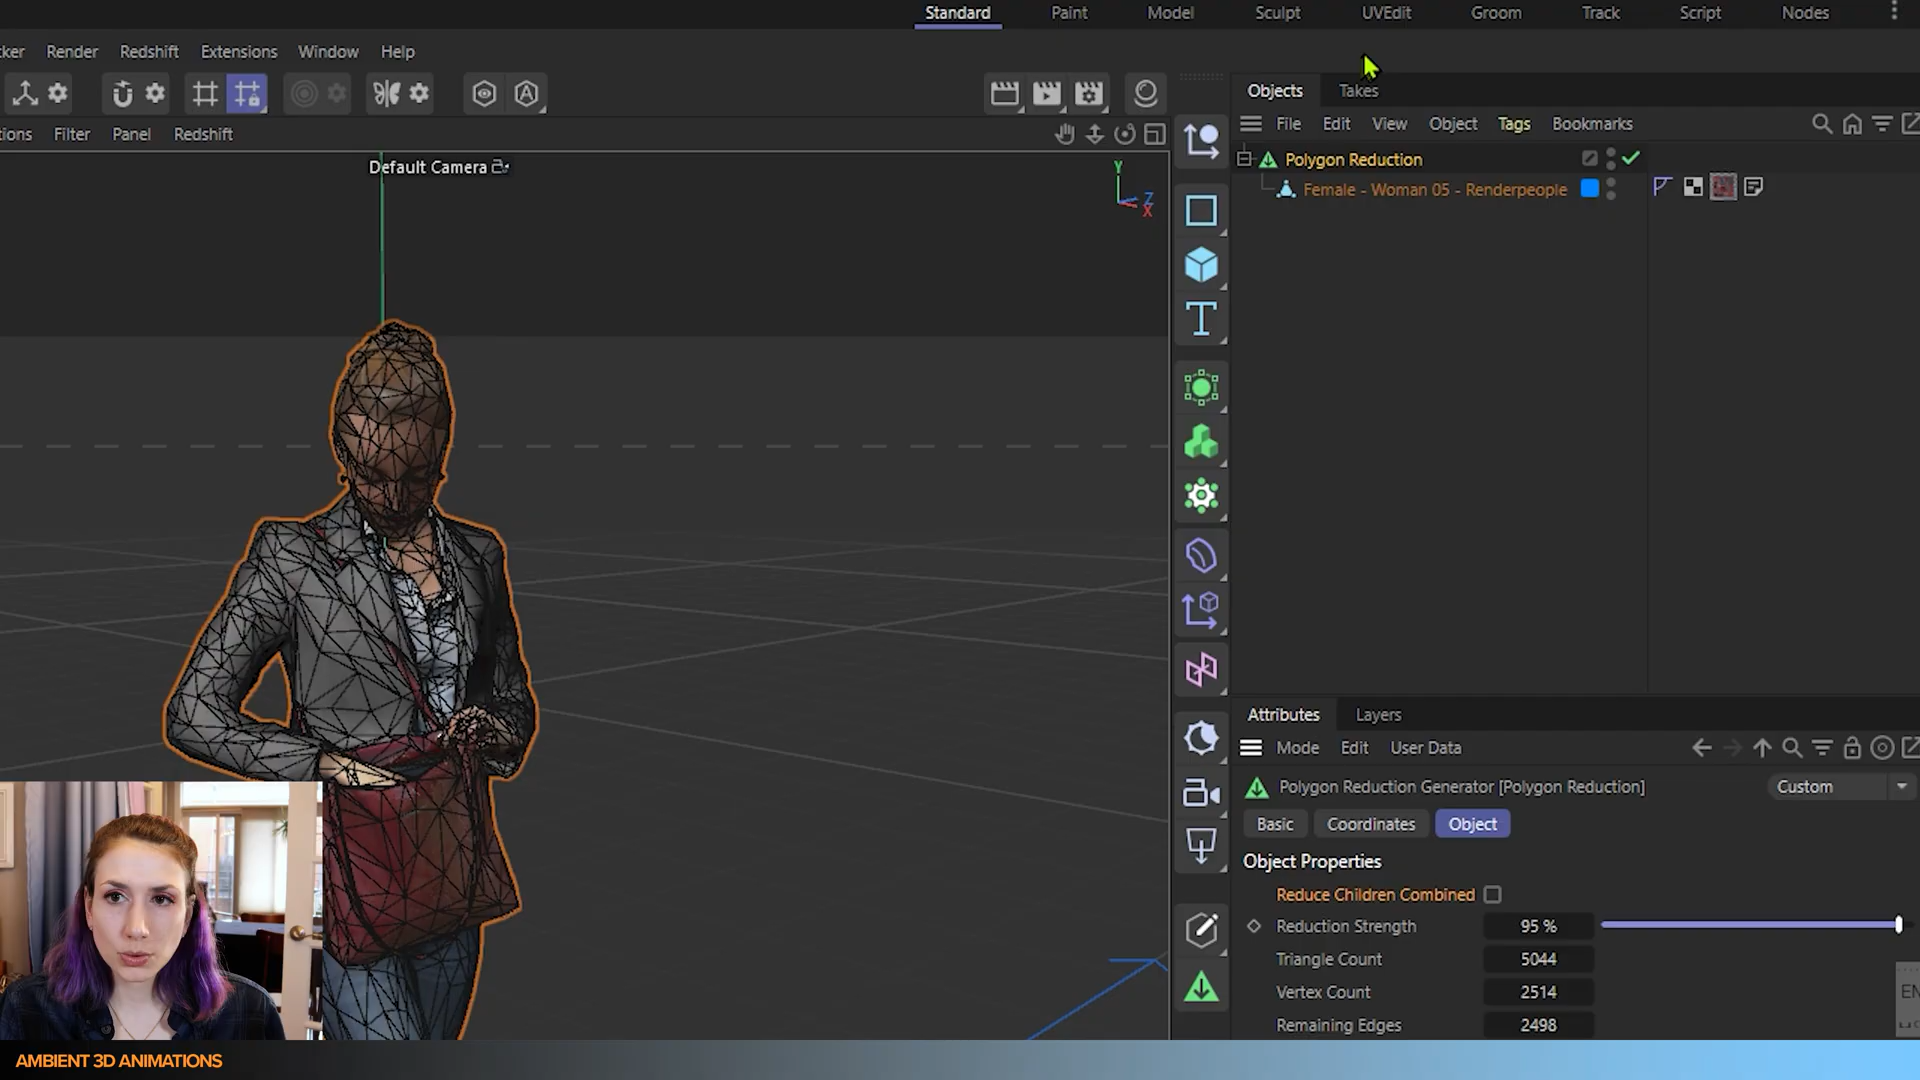 Standard Paint Model Sculpt UVEdit Groom Track Script Nodes
ker Render Redshift Extensions Window Help
Objects Takes
tions Filter Panel Redshift
File Edit View Object Tags Bookmarks
Default Camera
Y
Z
X
Polygon Reduction
Female - Woman 05 - Renderpeople
Attributes Layers
Mode Edit User Data
Polygon Reduction Generator [Polygon Reduction] Custom
Basic Coordinates Object
Object Properties
Reduce Children Combined
Reduction Strength 95 %
Triangle Count 5044
Vertex Count 2514
EN
Remaining Edges 2498
AMBIENT 3D ANIMATIONS